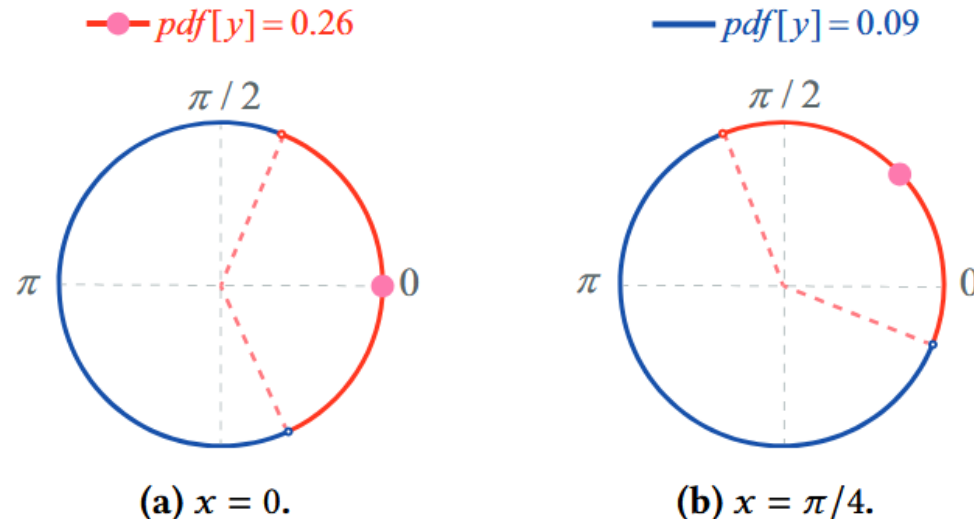 pdf[y] = 0.26
pdf[y] = 0.09
π / 2
π / 2
π
0
π
0
(a) x = 0.
(b) x = π/4.